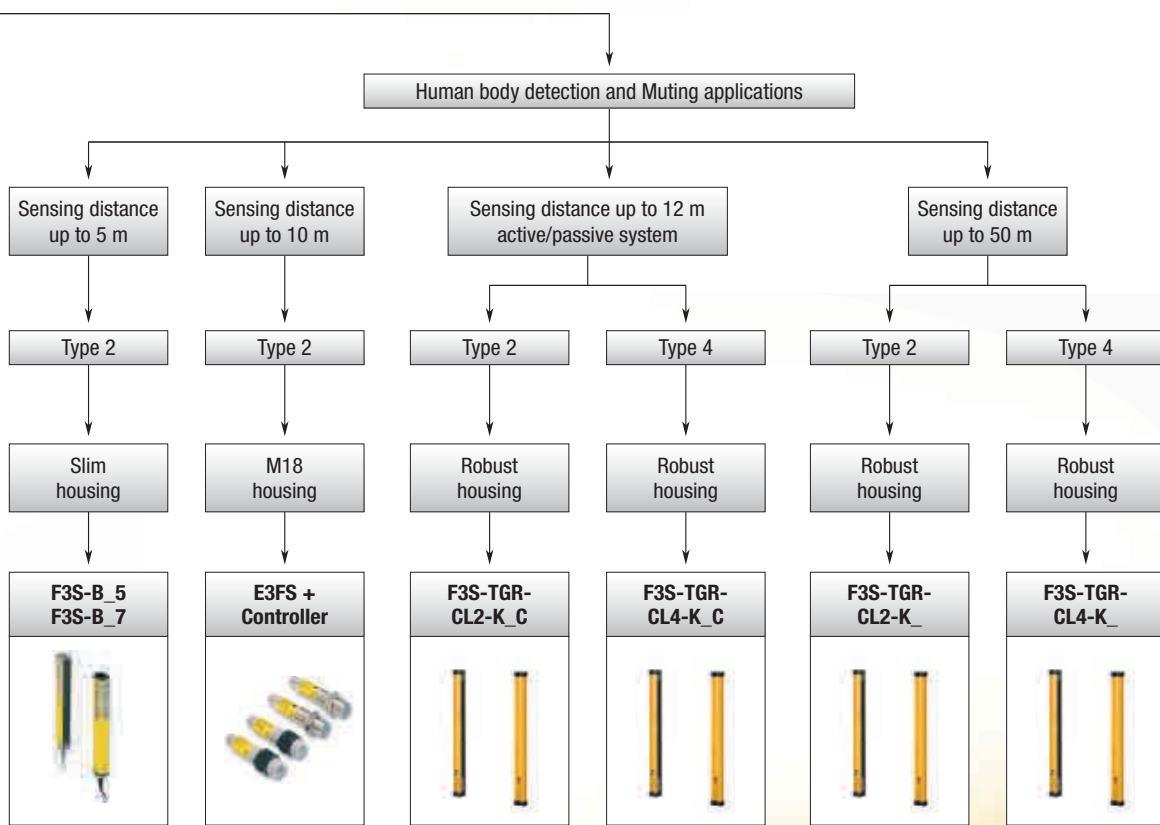 Human body detection and Muting applications
Sensing distance
up to 5 m
Sensing distance
up to 10 m
Sensing distance up to 12 m
active/passive system
Sensing distance
up to 50 m
Type 2
Type 2
Type 2
Type 4
Type 2
Type 4
Slim
housing
M18
housing
Robust
housing
Robust
housing
Robust
housing
Robust
housing
F3S-B_5
F3S-B_7
E3FS +
Controller
F3S-TGR-
CL2-K_C
F3S-TGR-
CL4-K_C
F3S-TGR-
CL2-K_
F3S-TGR-
CL4-K_